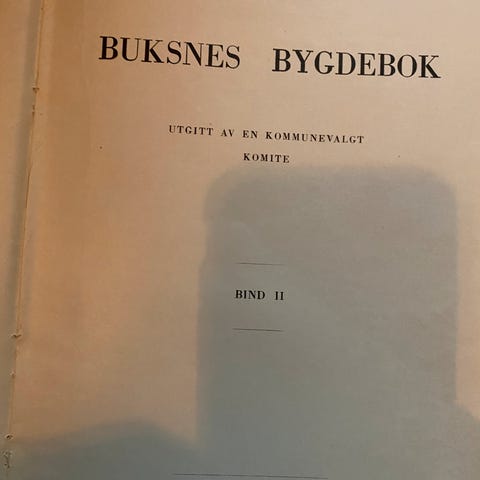 BUKSNES BYGDEBOK
UTGITT AV EN KOMMUNEVALGT
KOMITE
BIND II